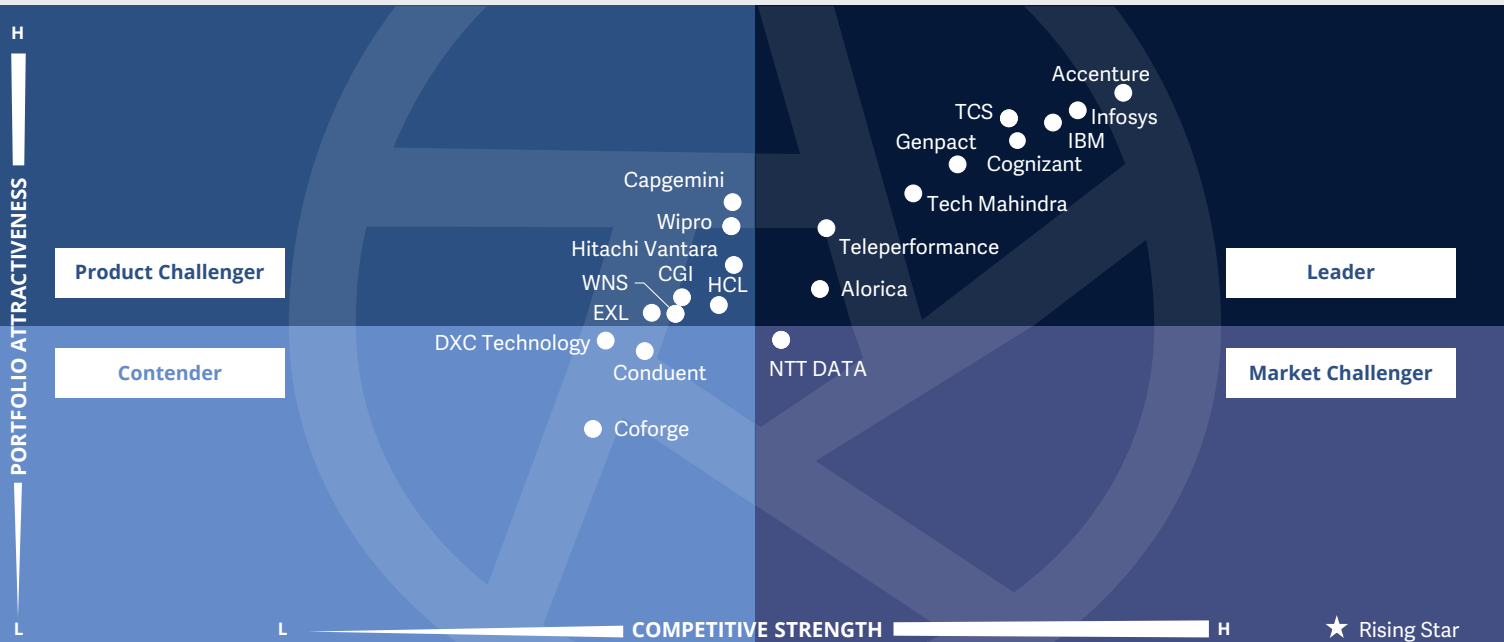 H
Accenture
TCS
Infosys
Genpact
IBM
Cognizant
Capgemini
Tech Mahindra
Wipro
Teleperformance
Hitachi Vantara
CGI
Product Challenger
Leader
WNS
HCL
Alorica
EXL
PORTFOLIO ATTRACTIVENESS
DXC Technology
Contender
Conduent
NTT DATA
Market Challenger
Coforge
L
L
COMPETITIVE STRENGTH
H
Rising Star